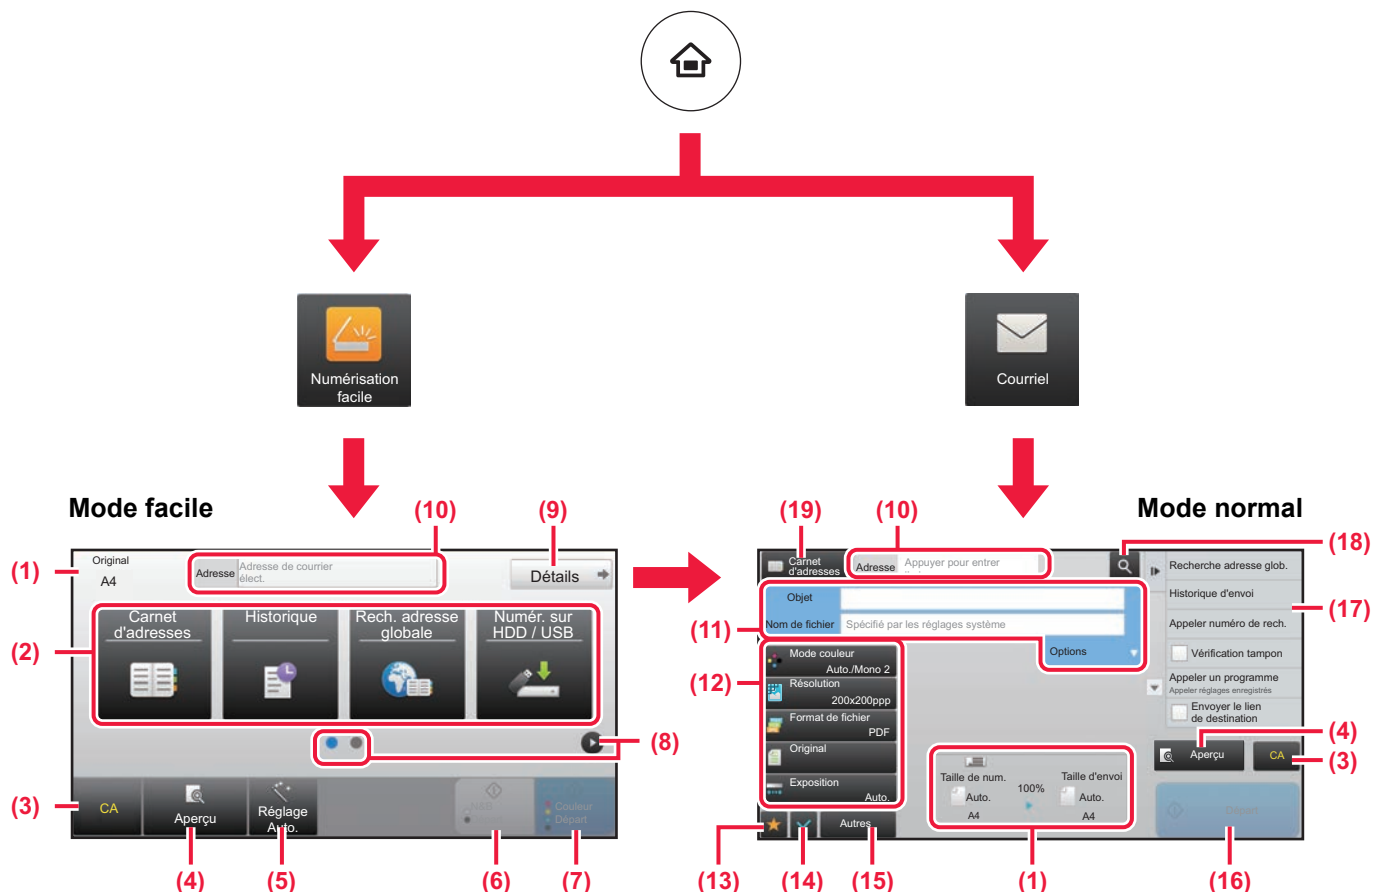 Numérisation
facile
Courriel
Mode facile
Mode normal
(10)
(9)
(19)
(10)
(18)
(1)
Original
A4
Adresse
Adresse de courrier
élect.
Détails
Carnet
d'adresses
Adresse
Appuyer pour entrer
Recherche adresse glob.
Historique d'envoi
(17)
Appeler numéro de rech.
Vérification tampon
Appeler un programme
Appeler réglages enregistrés
Envoyer le lien
de destination
(2)
Carnet
d'adresses
Historique
Rech. adresse
globale
Numér. sur
HDD / USB
(11)
Objet
Nom de fichier
Spécifié par les réglages système
Options
(12)
Mode couleur
Auto./Mono 2
Résolution
200x200ppp
Format de fichier
PDF
Original
Exposition
Auto.
(8)
(4)
Aperçu
CA
(3)
Taille de num.
Auto.
A4
100%
Taille d'envoi
Auto.
A4
(3)
CA
Aperçu
Réglage
Auto.
Couleur
Départ
Autres
Départ
(4)
(5)
(6)
(7)
(13)
(14)
(15)
(1)
(16)